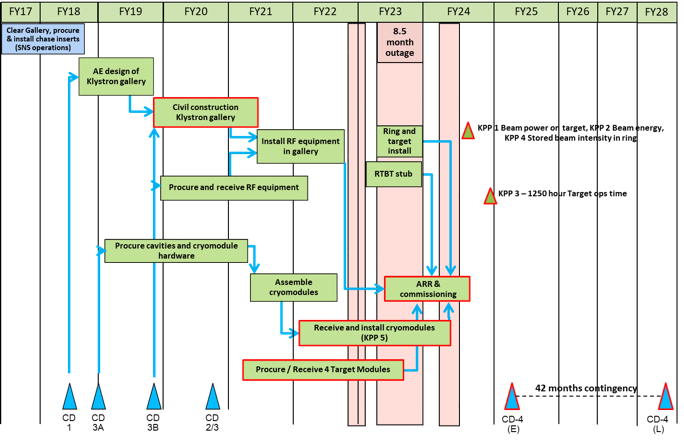 FY17 FY18 FY19 FY20 FY21 FY22 FY23 FY24 FY25 FY26 FY27 FY28
Clear Gallery, procure
& install chase inserts
(SNS operations)
8.5
month
outage
AE design of
Klystron gallery
Civil construction
Klystron gallery
Install RF equipment
in gallery
Ring and
target
install
KPP 1 Beam power on target, KPP 2 Beam energy,
KPP 4 Stored beam intensity in ring
Procure and receive RF equipment
RTBT stub
KPP 3 – 1250 hour Target ops time
Procure cavities and cryomodule
hardware
Assemble
cryomodules
ARR &
commissioning
Receive and install cryomodules
(KPP 5)
Procure / Receive 4 Target Modules
42 months contingency
CD
1
CD
3A
CD
3B
CD
2/3
CD-4
(E)
CD-4
(L)